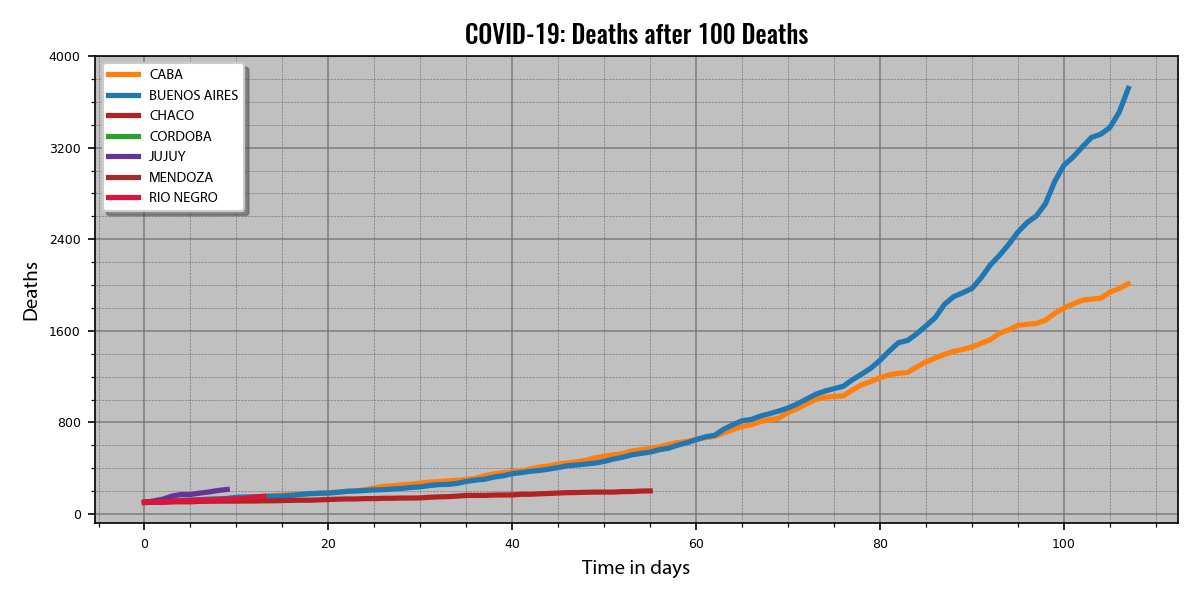 COVID-19: Deaths after 100 Deaths
4000
3200
2400
1600
800
0
Deaths
CABA
BUENOS AIRES
CHACO
CORDOBA
JUJUY
MENDOZA
RIO NEGRO
0 20 40 60 80 100
Time in days